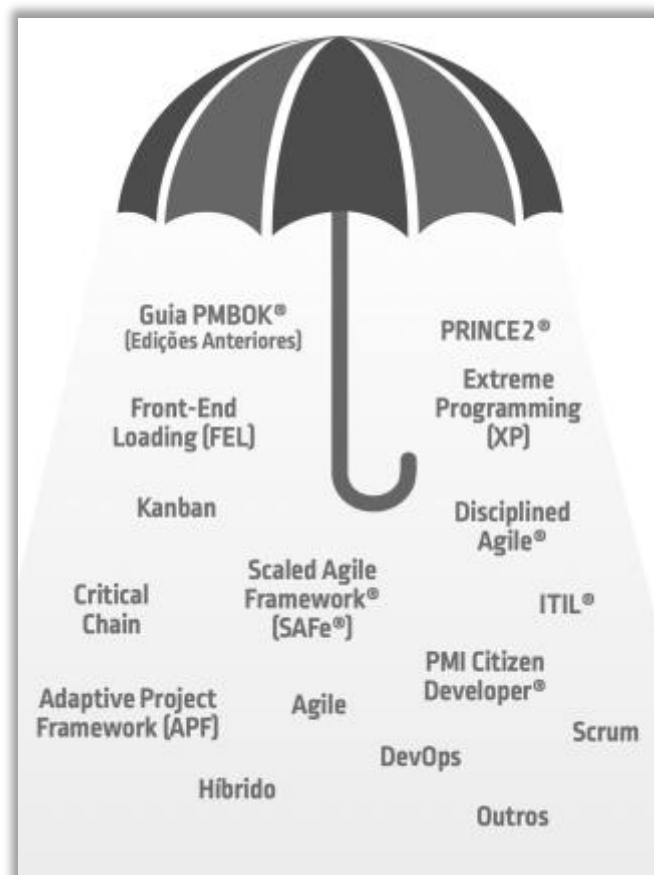 Guia PMBOK®
(Edições Anteriores)
PRINCE2®
Extreme
Programming
(XP)
Front-End
Loading (FEL)
Kanban
Disciplined
Agile®
Scaled Agile
Framework®
(SAFe®)
Critical
Chain
ITIL®
PMI Citizen
Developer®
Adaptive Project
Framework (APF)
Agile
Scrum
DevOps
Híbrido
Outros